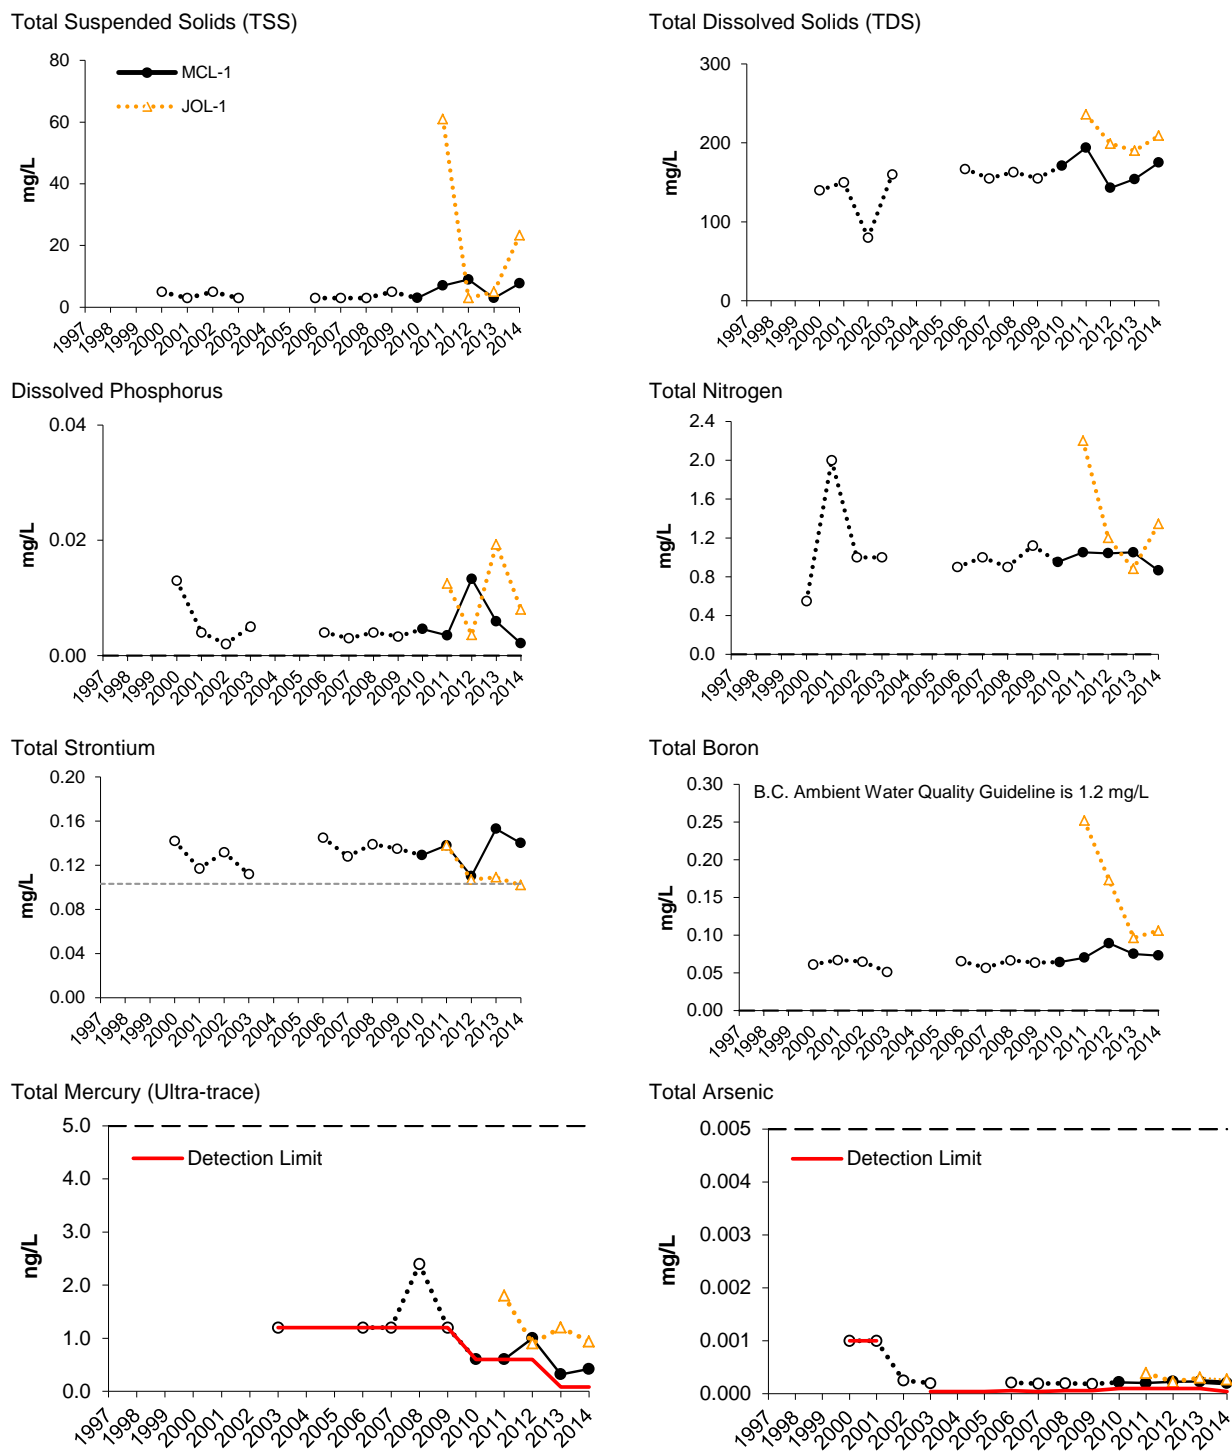 Total Suspended Solids (TSS)
80
60
40
20
0
mg/L
MCL-1
JOL-1
1997 1998 1999 2000 2001 2002 2003 2004 2005 2006 2007 2008 2009 2010 2011 2012 2013 2014
Total Dissolved Solids (TDS)
300
200
100
0
mg/L
1997 1998 1999 2000 2001 2002 2003 2004 2005 2006 2007 2008 2009 2010 2011 2012 2013 2014
Dissolved Phosphorus
0.04
0.02
0.00
mg/L
1997 1998 1999 2000 2001 2002 2003 2004 2005 2006 2007 2008 2009 2010 2011 2012 2013 2014
Total Nitrogen
2.4
2.0
1.6
1.2
0.8
0.4
0.0
mg/L
1997 1998 1999 2000 2001 2002 2003 2004 2005 2006 2007 2008 2009 2010 2011 2012 2013 2014
Total Strontium
0.20
0.16
0.12
0.08
0.04
0.00
mg/L
1997 1998 1999 2000 2001 2002 2003 2004 2005 2006 2007 2008 2009 2010 2011 2012 2013 2014
Total Boron
0.30
0.25
0.20
0.15
0.10
0.05
0.00
mg/L
B.C. Ambient Water Quality Guideline is 1.2 mg/L
1997 1998 1999 2000 2001 2002 2003 2004 2005 2006 2007 2008 2009 2010 2011 2012 2013 2014
Total Mercury (Ultra-trace)
5.0
4.0
3.0
2.0
1.0
0.0
ng/L
Detection Limit
1997 1998 1999 2000 2001 2002 2003 2004 2005 2006 2007 2008 2009 2010 2011 2012 2013 2014
Total Arsenic
0.005
0.004
0.003
0.002
0.001
0.000
mg/L
Detection Limit
1997 1998 1999 2000 2001 2002 2003 2004 2005 2006 2007 2008 2009 2010 2011 2012 2013 2014